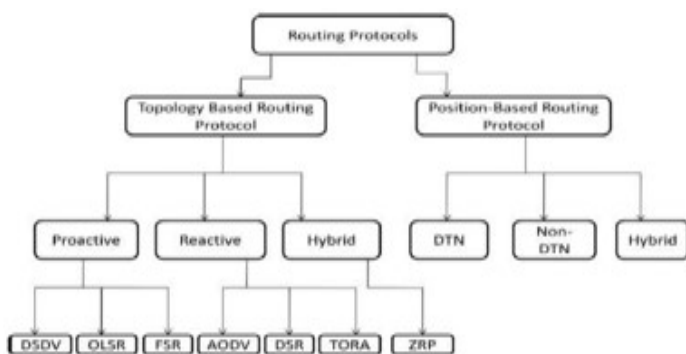 Routing Protocols
Topology Based Routing
Protocol
Position-Based Routing
Protocol
Proactive
Reactive
Hybrid
DTN
Non-
DTN
Hybrid
DSDV
OLSR
FSR
AODV
DSR
TORA
ZRP